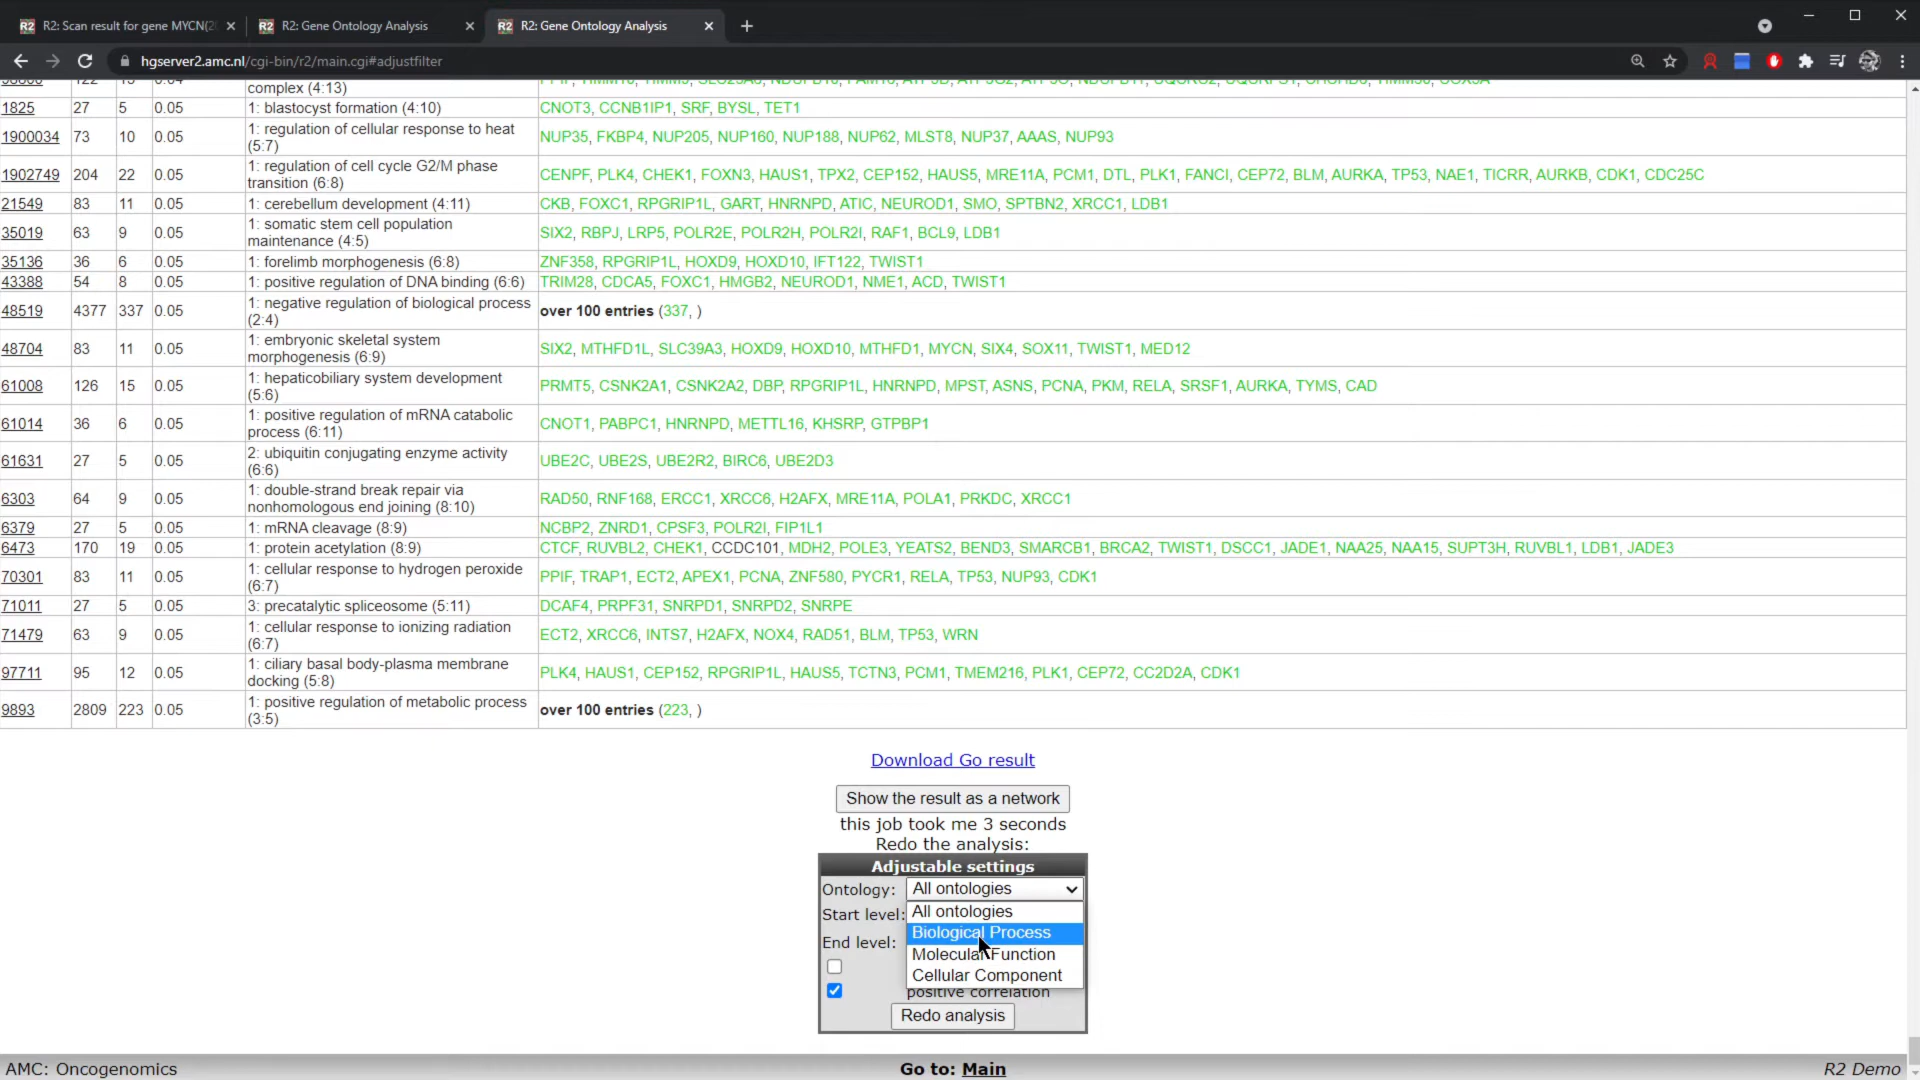 R2: Scan result for gene MYCN(20
R2: Gene Ontology Analysis
R2: Gene Ontology Analysis
hgserver2.amc.nl/cgi-bin/r2/main.cgi#adjustfilter
complex (4:13)
1825 27 5 0.05 1: blastocyst formation (4:10) CNOT3, CCNB1IP1, SRF, BYSL, TET1
1900034 73 10 0.05 1: regulation of cellular response to heat (5:7) NUP35, FKBP4, NUP205, NUP160, NUP188, NUP62, MLST8, NUP37, AAAS, NUP93
1902749 204 22 0.05 1: regulation of cell cycle G2/M phase transition (6:8) CENPF, PLK4, CHEK1, FOXN3, HAUS1, TPX2, CEP152, HAUS5, MRE11A, PCM1, DTL, PLK1, FANCI, CEP72, BLM, AURKA, TP53, NAE1, TICRR, AURKB, CDK1, CDC25C
21549 83 11 0.05 1: cerebellum development (4:11) CKB, FOXC1, RPGRIP1L, GART, HNRNPD, ATIC, NEUROD1, SMO, SPTBN2, XRCC1, LDB1
35019 63 9 0.05 1: somatic stem cell population maintenance (4:5) SIX2, RBPJ, LRP5, POLR2E, POLR2H, POLR2I, RAF1, BCL9, LDB1
35136 36 6 0.05 1: forelimb morphogenesis (6:8) ZNF358, RPGRIP1L, HOXD9, HOXD10, IFT122, TWIST1
43388 54 8 0.05 1: positive regulation of DNA binding (6:6) TRIM28, CDCA5, FOXC1, HMGB2, NEUROD1, NME1, ACD, TWIST1
48519 4377 337 0.05 1: negative regulation of biological process (2:4) over 100 entries (337, )
48704 83 11 0.05 1: embryonic skeletal system morphogenesis (6:9) SIX2, MTHFD1L, SLC39A3, HOXD9, HOXD10, MTHFD1, MYCN, SIX4, SOX11, TWIST1, MED12
61008 126 15 0.05 1: hepaticobiliary system development (5:6) PRMT5, CSNK2A1, CSNK2A2, DBP, RPGRIP1L, HNRNPD, MPST, ASNS, PCNA, PKM, RELA, SRSF1, AURKA, TYMS, CAD
61014 36 6 0.05 1: positive regulation of mRNA catabolic process (6:11) CNOT1, PABPC1, HNRNPD, METTL16, KHSRP, GTPBP1
61631 27 5 0.05 2: ubiquitin conjugating enzyme activity (6:6) UBE2C, UBE2S, UBE2R2, BIRC6, UBE2D3
6303 64 9 0.05 1: double-strand break repair via nonhomologous end joining (8:10) RAD50, RNF168, ERCC1, XRCC6, H2AFX, MRE11A, POLA1, PRKDC, XRCC1
6379 27 5 0.05 1: mRNA cleavage (8:9) NCBP2, ZNRD1, CPSF3, POLR2I, FIP1L1
6473 170 19 0.05 1: protein acetylation (8:9) CTCF, RUVBL2, CHEK1, CCDC101, MDH2, POLE3, YEATS2, BEND3, SMARCB1, BRCA2, TWIST1, DSCC1, JADE1, NAA25, NAA15, SUPT3H, RUVBL1, LDB1, JADE3
70301 83 11 0.05 1: cellular response to hydrogen peroxide (6:7) PPIF, TRAP1, ECT2, APEX1, PCNA, ZNF580, PYCR1, RELA, TP53, NUP93, CDK1
71011 27 5 0.05 3: precatalytic spliceosome (5:11) DCAF4, PRPF31, SNRPD1, SNRPD2, SNRPE
71479 63 9 0.05 1: cellular response to ionizing radiation (6:7) ECT2, XRCC6, INTS7, H2AFX, NOX4, RAD51, BLM, TP53, WRN
97711 95 12 0.05 1: ciliary basal body-plasma membrane docking (5:8) PLK4, HAUS1, CEP152, RPGRIP1L, HAUS5, TCTN3, PCM1, TMEM216, PLK1, CEP72, CC2D2A, CDK1
9893 2809 223 0.05 1: positive regulation of metabolic process (3:5) over 100 entries (223, )
Download Go result
Show the result as a network
this job took me 3 seconds
Redo the analysis:
Adjustable settings
Ontology: All ontologies
All ontologies
Start level:
Biological Process
End level:
Molecular Function
Cellular Component
positive correlation
Redo analysis
AMC: Oncogenomics Go to: Main R2 Demo